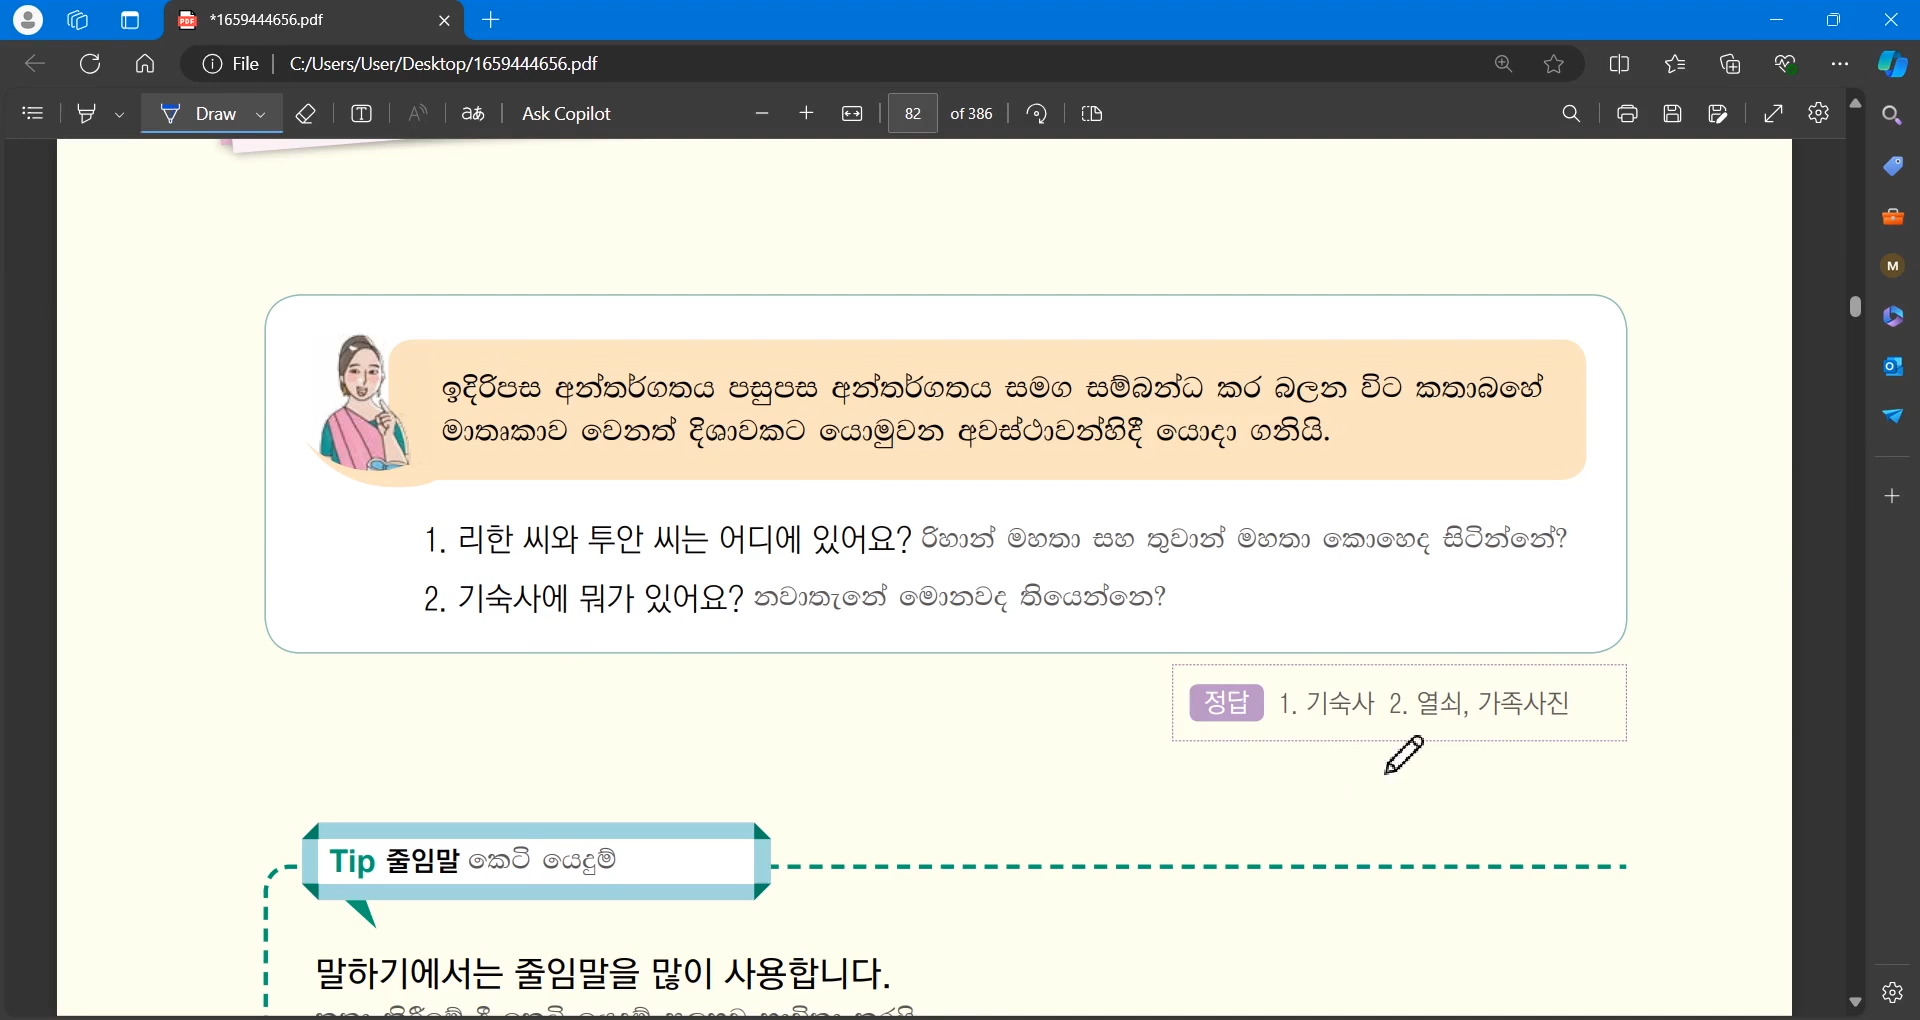 *1659444656.pdf
File
C:/Users/User/Desktop/1659444656.pdf
Draw
Ask Copilot
82 of 386
ඉදිරිපස අන්තර්ගතය පසුපස අන්තර්ගතය සමග සම්බන්ධ කර බලන විට කතාබහේ
මාතෘකාව වෙනත් දිශාවකට යොමුවන අවස්ථාවන්හිදී යොදා ගනියි.
1. 리한 씨와 투안 씨는 어디에 있어요? රිහාන් මහතා සහ තුවාන් මහතා කොහෙද සිටින්නේ?
2. 기숙사에 뭐가 있어요? නවාතැනේ මොනවද තියෙන්නෙ?
정답 1. 기숙사 2. 열쇠, 가족사진
Tip 줄임말 කෙටි යෙදුම්
말하기에서는 줄임말을 많이 사용합니다.